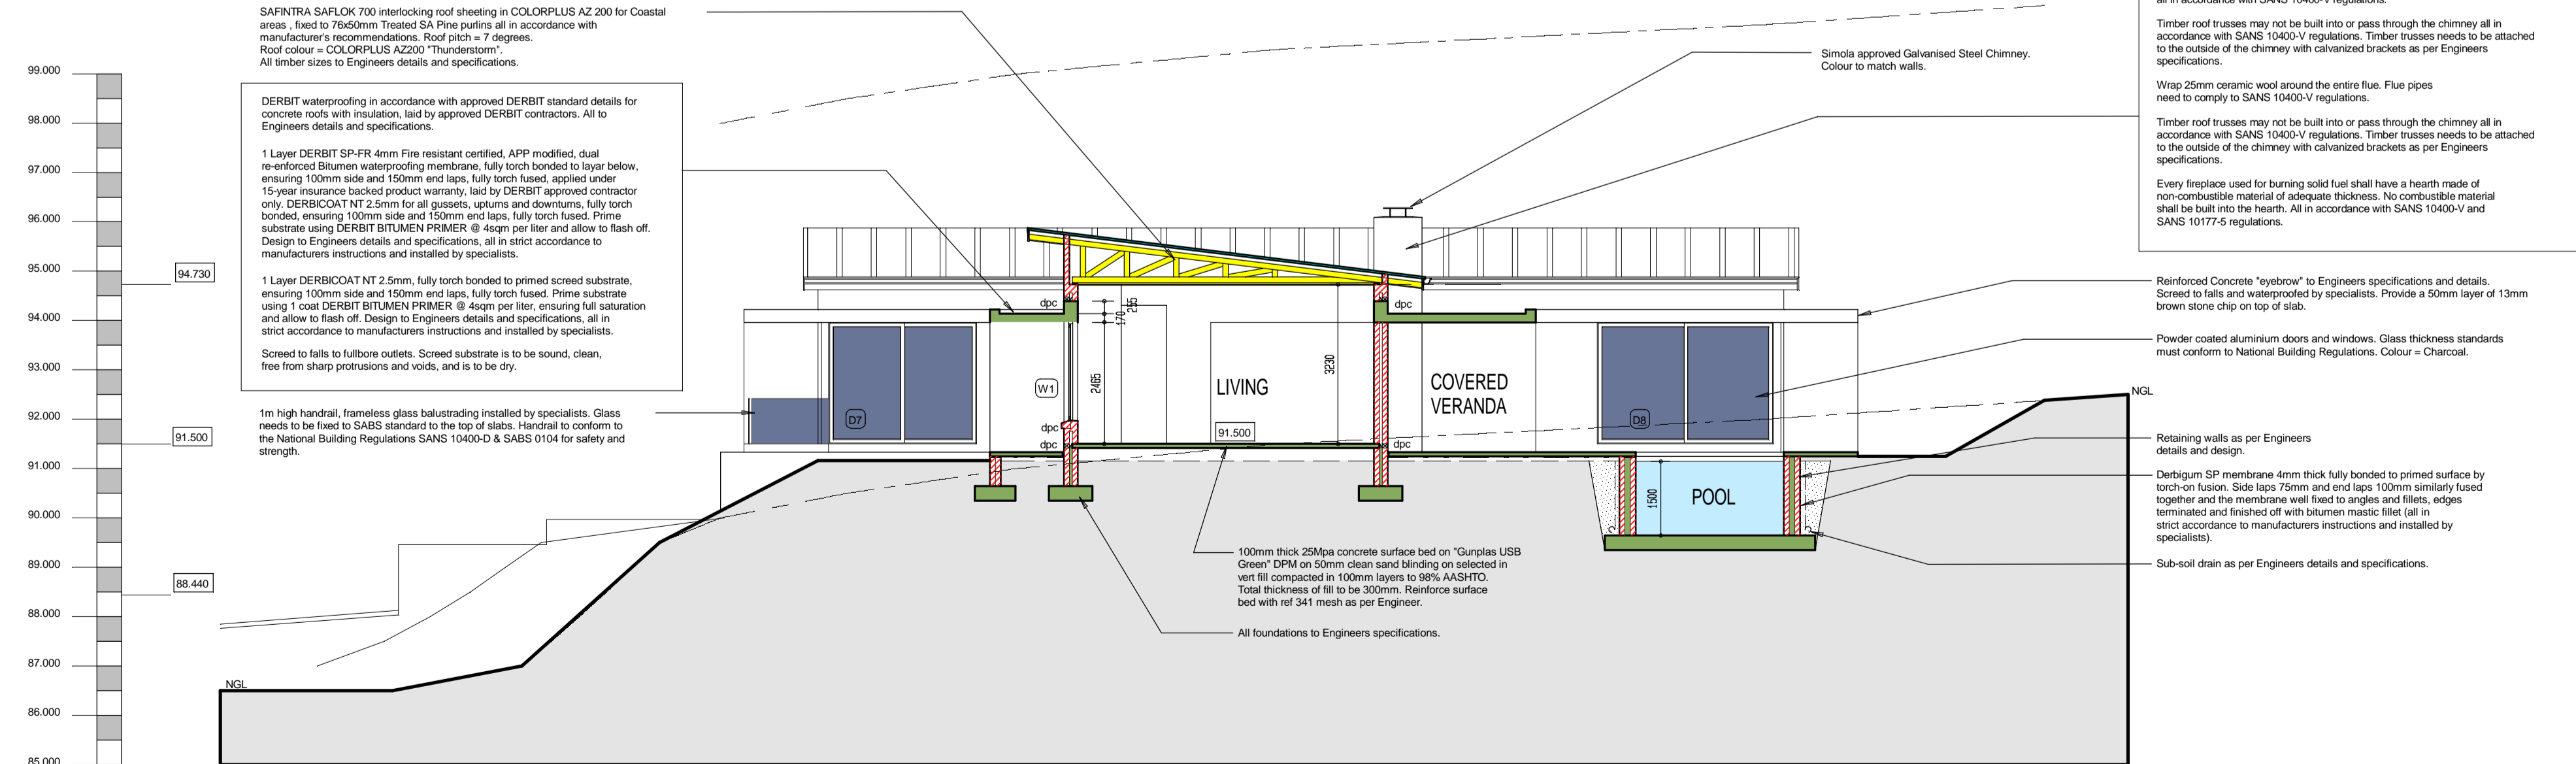 SAFINTRA SAFLOK 700 interlocking roof sheeting in COLORPLUS AZ 200 for Coastal
areas , fixed to 76x50mm Treated SA Pine purlins all in accordance with
manufacturer's recommendations. Roof pitch = 7 degrees.
Roof colour = COLORPLUS AZ200 "Thunderstorm".
All timber sizes to Engineers details and specifications.
DERBIT waterproofing in accordance with approved DERBIT standard details for
concrete roofs with insulation, laid by approved DERBIT contractors. All to
Engineers details and specifications.
1 Layer DERBIT SP-FR 4mm Fire resistant certified, APP modified, dual
re-enforced Bitumen waterproofing membrane, fully torch bonded to layar below,
ensuring 100mm side and 150mm end laps, fully torch fused, applied under
15-year insurance backed product warranty, laid by DERBIT approved contractor
only. DERBICOAT NT 2.5mm for all gussets, upturns and downturns, fully torch
bonded, ensuring 100mm side and 150mm end laps, fully torch fused. Prime
substrate using DERBIT BITUMEN PRIMER @ 4sqm per liter and allow to flash off.
Design to Engineers details and specifications, all in strict accordance to
manufacturers instructions and installed by specialists.
1 Layer DERBICOAT NT 2.5mm, fully torch bonded to primed screed substrate,
ensuring 100mm side and 150mm end laps, fully torch fused. Prime substrate
using 1 coat DERBIT BITUMEN PRIMER @ 4sqm per liter, ensuring full saturation
and allow to flash off. Design to Engineers details and specifications, all in
strict accordance to manufacturers instructions and installed by specialists.
Screed to falls to fullbore outlets. Screed substrate is to be sound, clean,
free from sharp protrusions and voids, and is to be dry.
1m high handrail, frameless glass balustrading installed by specialists. Glass
needs to be fixed to SABS standard to the top of slabs. Handrail to conform to
the National Building Regulations SANS 10400-D & SABS 0104 for safety and
strength.
99.000
98.000
97.000
96.000
95.000
94.000
93.000
92.000
91.000
90.000
89.000
88.000
87.000
86.000
85.000
94.730
91.500
88.440
NGL
dpc
255
170
2465
W1
D7
dpc
dpc
LIVING
91.500
3230
dpc
COVERED
VERANDA
dpc
D8
1500
POOL
NGL
100mm thick 25Mpa concrete surface bed on "Gunplas USB
Green" DPM on 50mm clean sand blinding on selected in
vert fill compacted in 100mm layers to 98% AASHTO.
Total thickness of fill to be 300mm. Reinforce surface
bed with ref 341 mesh as per Engineer.
All foundations to Engineers specifications.
Simola approved Galvanised Steel Chimney.
Colour to match walls.
all in accordance with SANS 10400-V regulations.
Timber roof trusses may not be built into or pass through the chimney all in
accordance with SANS 10400-V regulations. Timber trusses needs to be attached
to the outside of the chimney with calvanized brackets as per Engineers
specifications.
Wrap 25mm ceramic wool around the entire flue. Flue pipes
need to comply to SANS 10400-V regulations.
Timber roof trusses may not be built into or pass through the chimney all in
accordance with SANS 10400-V regulations. Timber trusses needs to be attached
to the outside of the chimney with calvanized brackets as per Engineers
specifications.
Every fireplace used for burning solid fuel shall have a hearth made of
non-combustible material of adequate thickness. No combustible material
shall be built into the hearth. All in accordance with SANS 10400-V and
SANS 10177-5 regulations.
Reinforced Concrete "eyebrow" to Engineers specifications and details.
Screed to falls and waterproofed by specialists. Provide a 50mm layer of 13mm
brown stone chip on top of slab.
Powder coated aluminium doors and windows. Glass thickness standards
must conform to National Building Regulations. Colour = Charcoal.
Retaining walls as per Engineers
details and design.
Derbigum SP membrane 4mm thick fully bonded to primed surface by
torch-on fusion. Side laps 75mm and end laps 100mm similarly fused
together and the membrane well fixed to angles and fillets, edges
terminated and finished off with bitumen mastic fillet (all in
strict accordance to manufacturers instructions and installed by
specialists).
Sub-soil drain as per Engineers details and specifications.